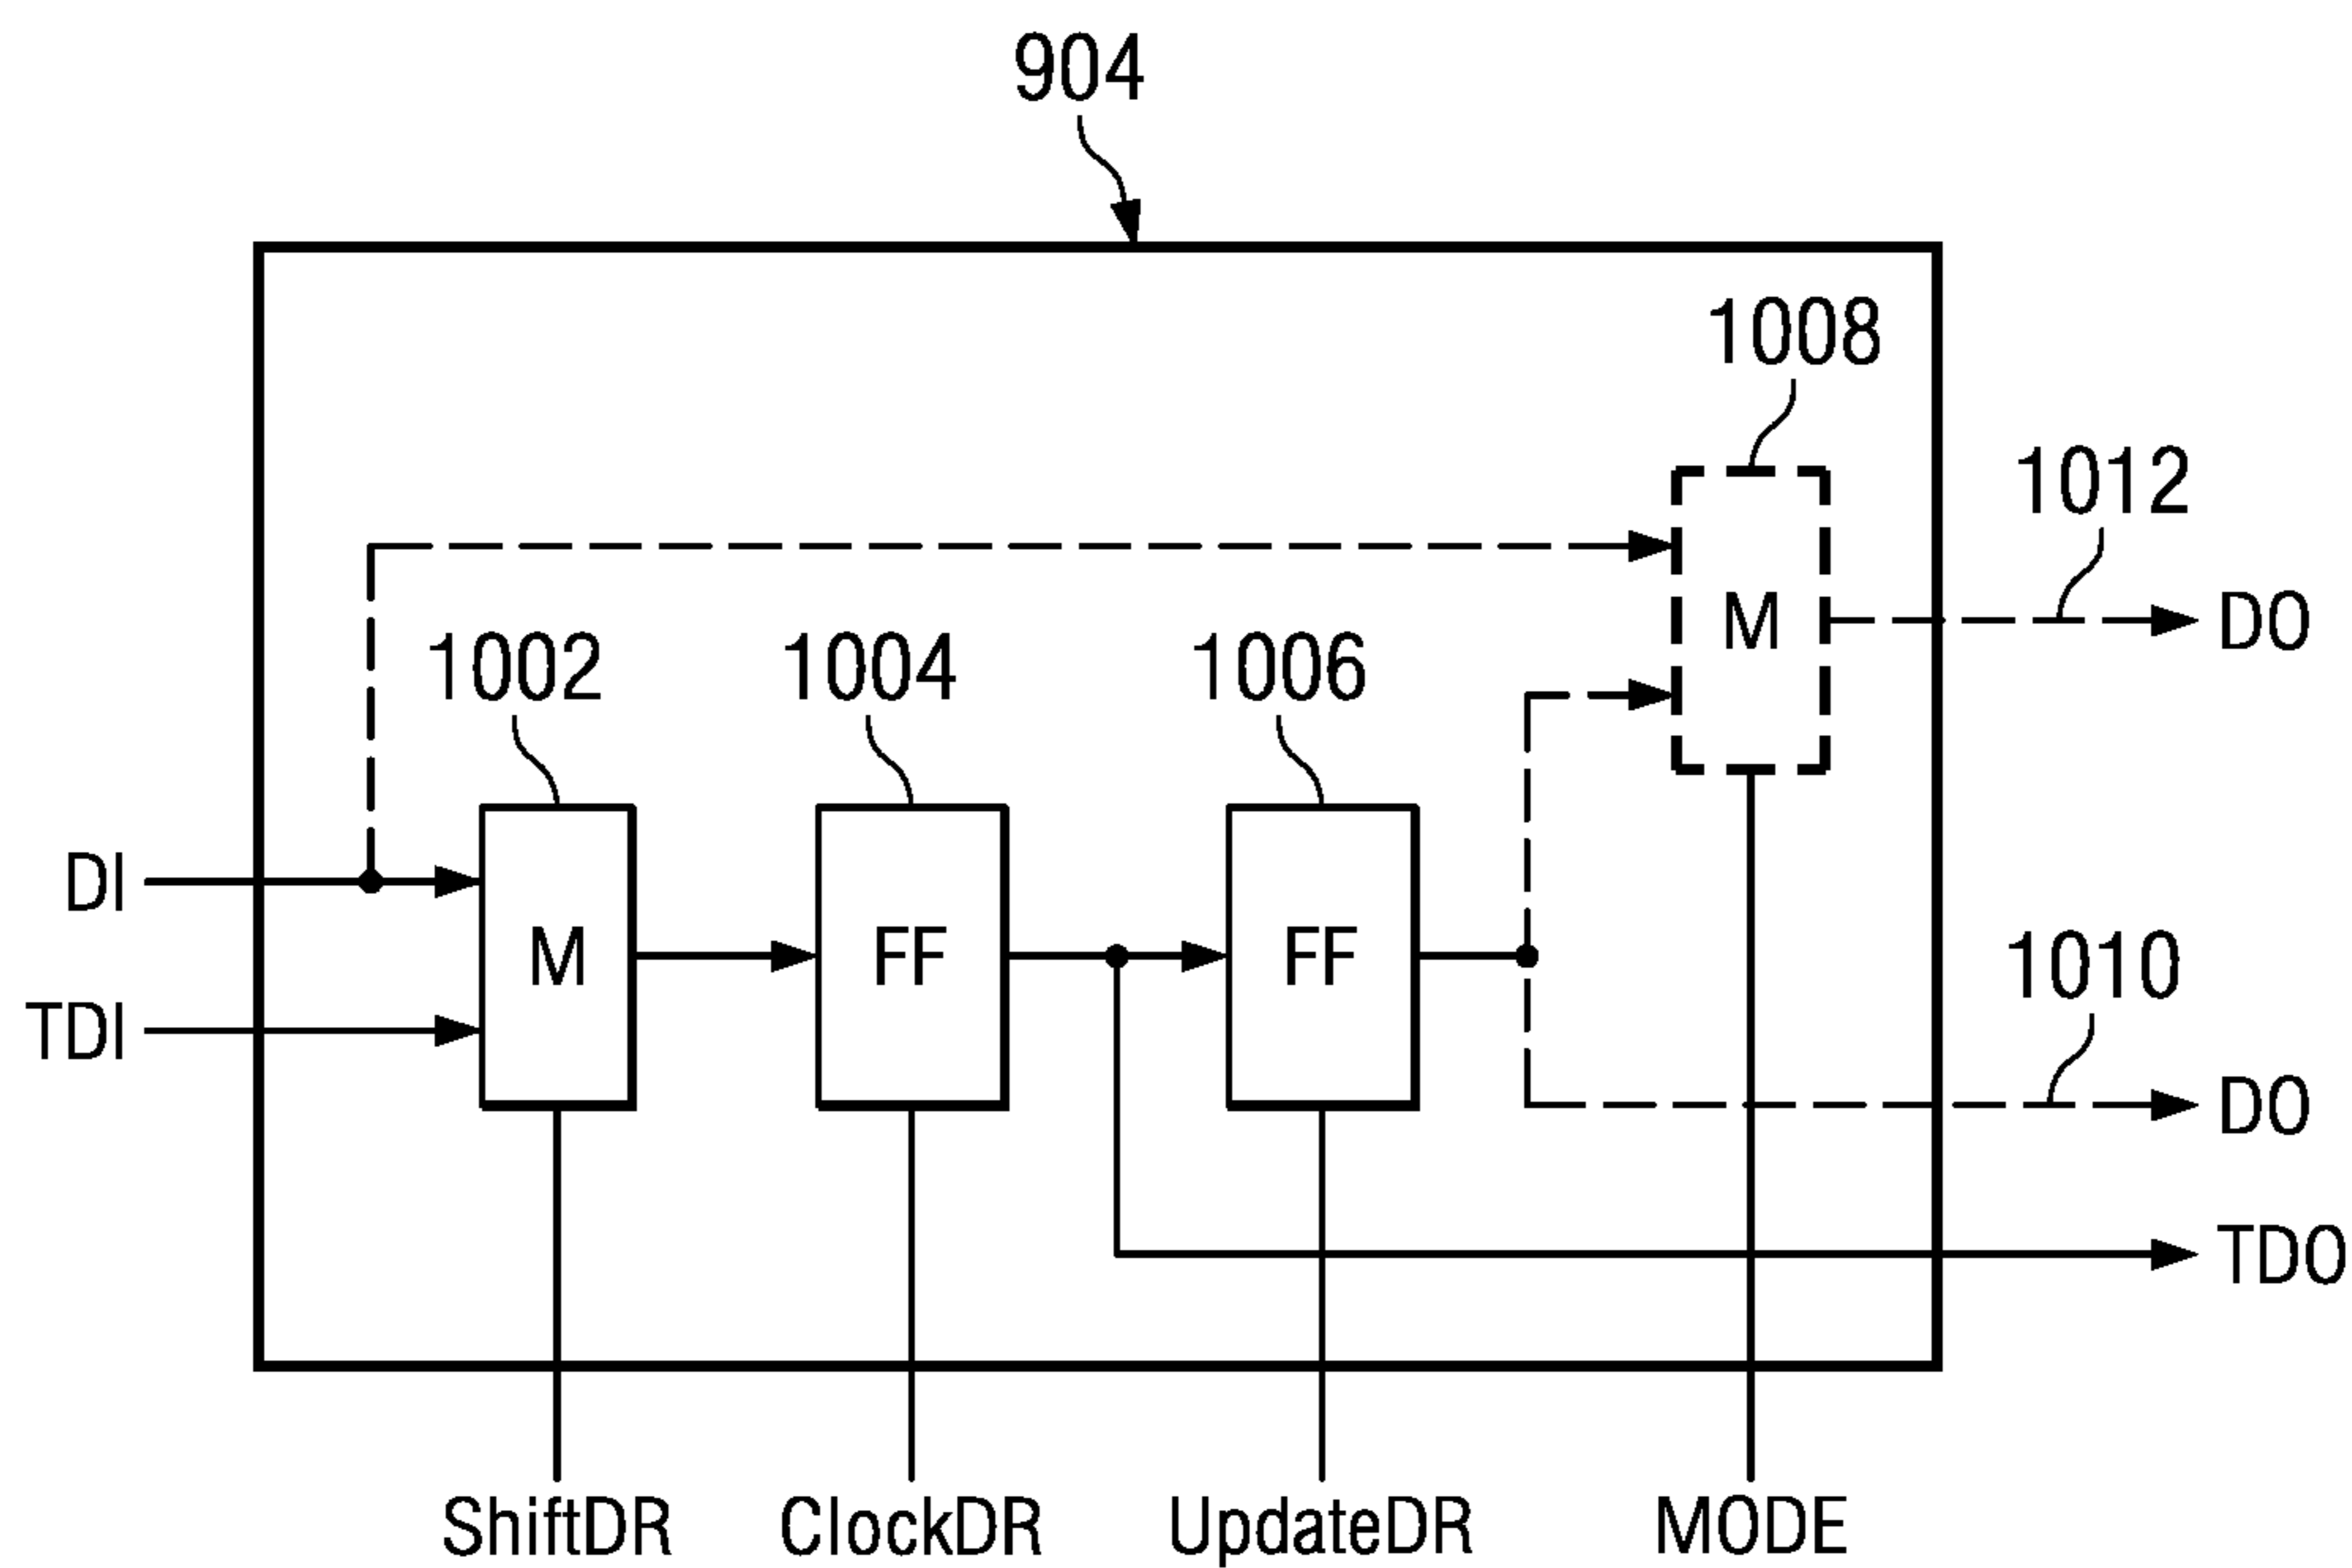 904
1008
1012
M
DO
1002
1004
1006
DI
M
FF
FF
1010
TDI
DO
TDO
ShiftDR
ClockDR
UpdateDR
MODE